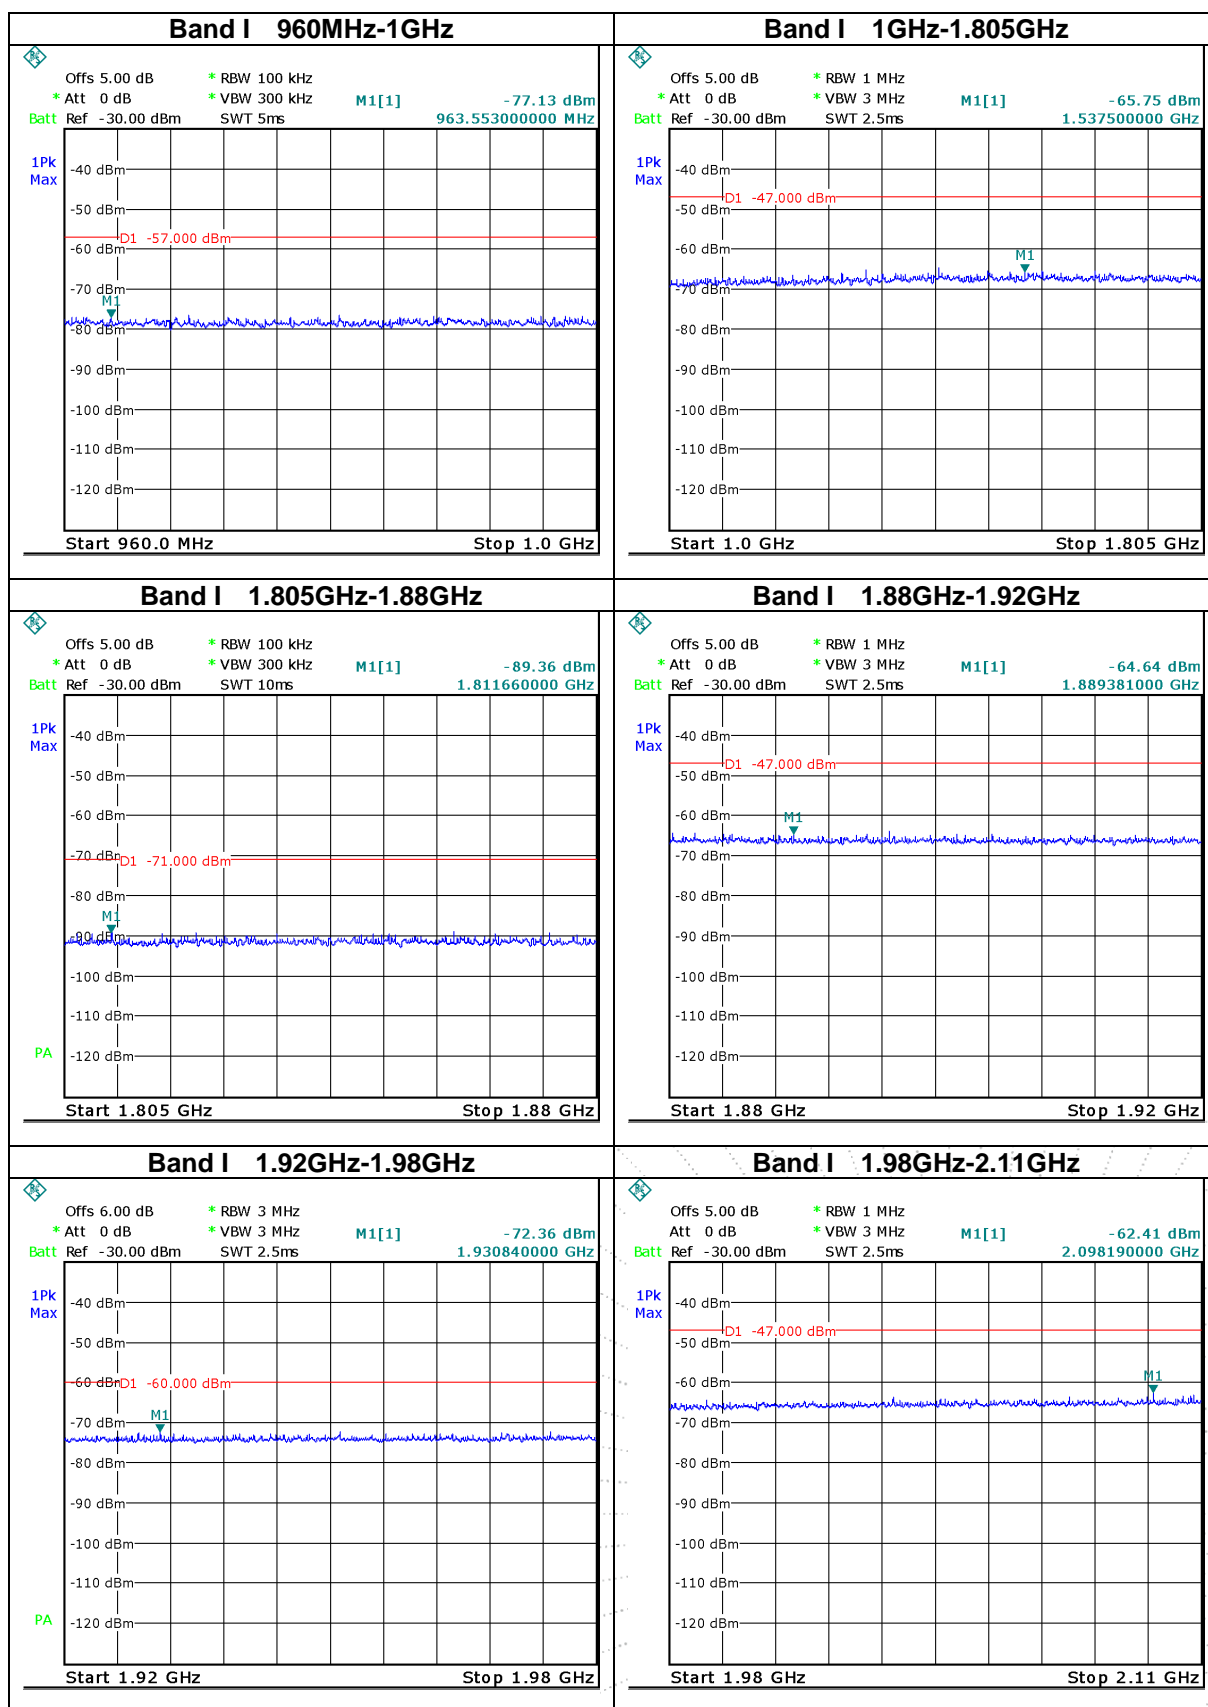 Band I 960MHz-1GHz
Offs 5.00 dB * RBW 100 kHz
* Att 0 dB * VBW 300 kHz M1[1] -77.13 dBm
Batt Ref -30.00 dBm SWT 5ms 963.553000000 MHz
1Pk
Max
-40 dBm
-50 dBm
D1 -57.000 dBm
-60 dBm
-70 dBm
M1
-80 dBm
-90 dBm
-100 dBm
-110 dBm
-120 dBm
Start 960.0 MHz Stop 1.0 GHz
Band I 1GHz-1.805GHz
Offs 5.00 dB * RBW 1 MHz
* Att 0 dB * VBW 3 MHz M1[1] -65.75 dBm
Batt Ref -30.00 dBm SWT 2.5ms 1.537500000 GHz
1Pk
Max
-40 dBm
D1 -47.000 dBm
-50 dBm
-60 dBm
M1
-70 dBm
-80 dBm
-90 dBm
-100 dBm
-110 dBm
-120 dBm
Start 1.0 GHz Stop 1.805 GHz
Band I 1.805GHz-1.88GHz
Offs 5.00 dB * RBW 100 kHz
* Att 0 dB * VBW 300 kHz M1[1] -89.36 dBm
Batt Ref -30.00 dBm SWT 10ms 1.811660000 GHz
1Pk
Max
-40 dBm
-50 dBm
-60 dBm
-70 dBm
D1 -71.000 dBm
-80 dBm
M1
-90 dBm
-100 dBm
-110 dBm
PA
-120 dBm
Start 1.805 GHz Stop 1.88 GHz
Band I 1.88GHz-1.92GHz
Offs 5.00 dB * RBW 1 MHz
* Att 0 dB * VBW 3 MHz M1[1] -64.64 dBm
Batt Ref -30.00 dBm SWT 2.5ms 1.889381000 GHz
1Pk
Max
-40 dBm
D1 -47.000 dBm
-50 dBm
-60 dBm
M1
-70 dBm
-80 dBm
-90 dBm
-100 dBm
-110 dBm
-120 dBm
Start 1.88 GHz Stop 1.92 GHz
Band I 1.92GHz-1.98GHz
Offs 6.00 dB * RBW 3 MHz
* Att 0 dB * VBW 3 MHz M1[1] -72.36 dBm
Batt Ref -30.00 dBm SWT 2.5ms 1.930840000 GHz
1Pk
Max
-40 dBm
-50 dBm
-60 dBm
D1 -60.000 dBm
M1
-70 dBm
-80 dBm
-90 dBm
-100 dBm
-110 dBm
PA
-120 dBm
Start 1.92 GHz Stop 1.98 GHz
Band I 1.98GHz-2.11GHz
Offs 5.00 dB * RBW 1 MHz
* Att 0 dB * VBW 3 MHz M1[1] -62.41 dBm
Batt Ref -30.00 dBm SWT 2.5ms 2.098190000 GHz
1Pk
Max
-40 dBm
D1 -47.000 dBm
-50 dBm
M1
-60 dBm
-70 dBm
-80 dBm
-90 dBm
-100 dBm
-110 dBm
-120 dBm
Start 1.98 GHz Stop 2.11 GHz